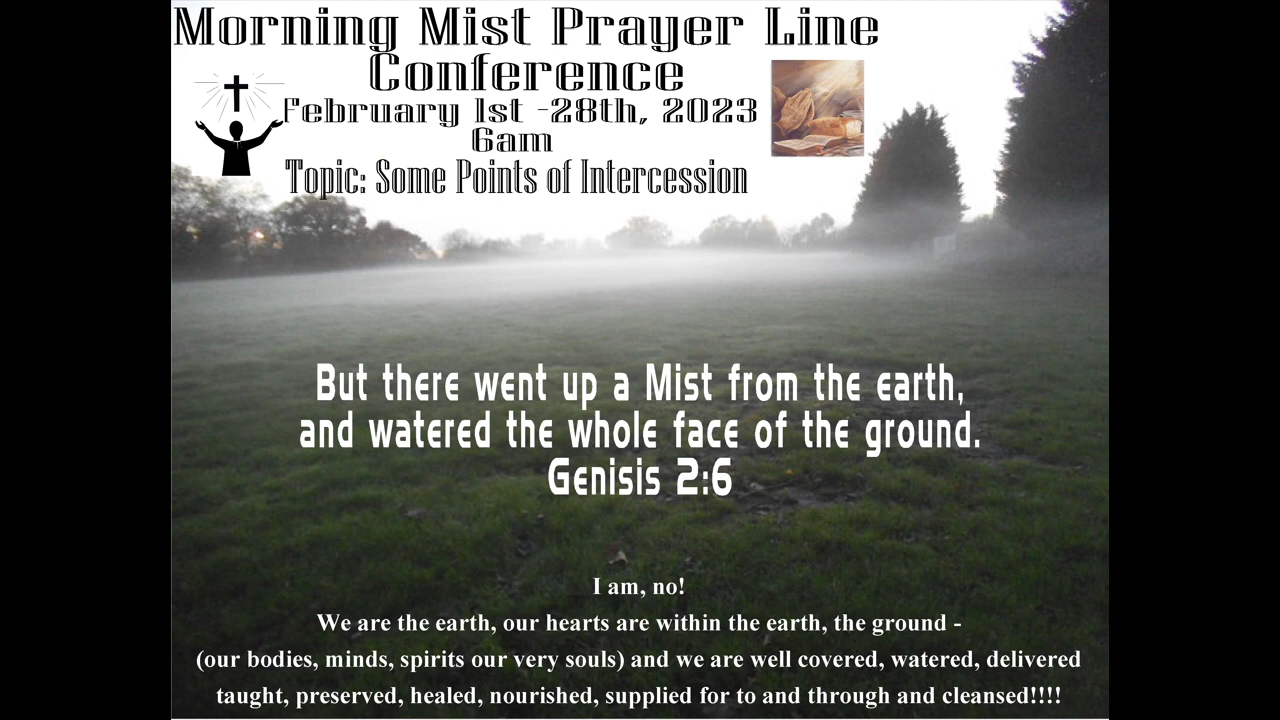 Morning Mist Prayer Line
Conference
February 1st -28th, 2023
6am
Topic: Some Points of Intercession
But there went up a Mist from the earth,
and watered the whole face of the ground.
Genisis 2:6
I am, no!
We are the earth, our hearts are within the earth, the ground -
(our bodies, minds, spirits our very souls) and we are well covered, watered, delivered
taught, preserved, healed, nourished, supplied for to and through and cleansed!!!!